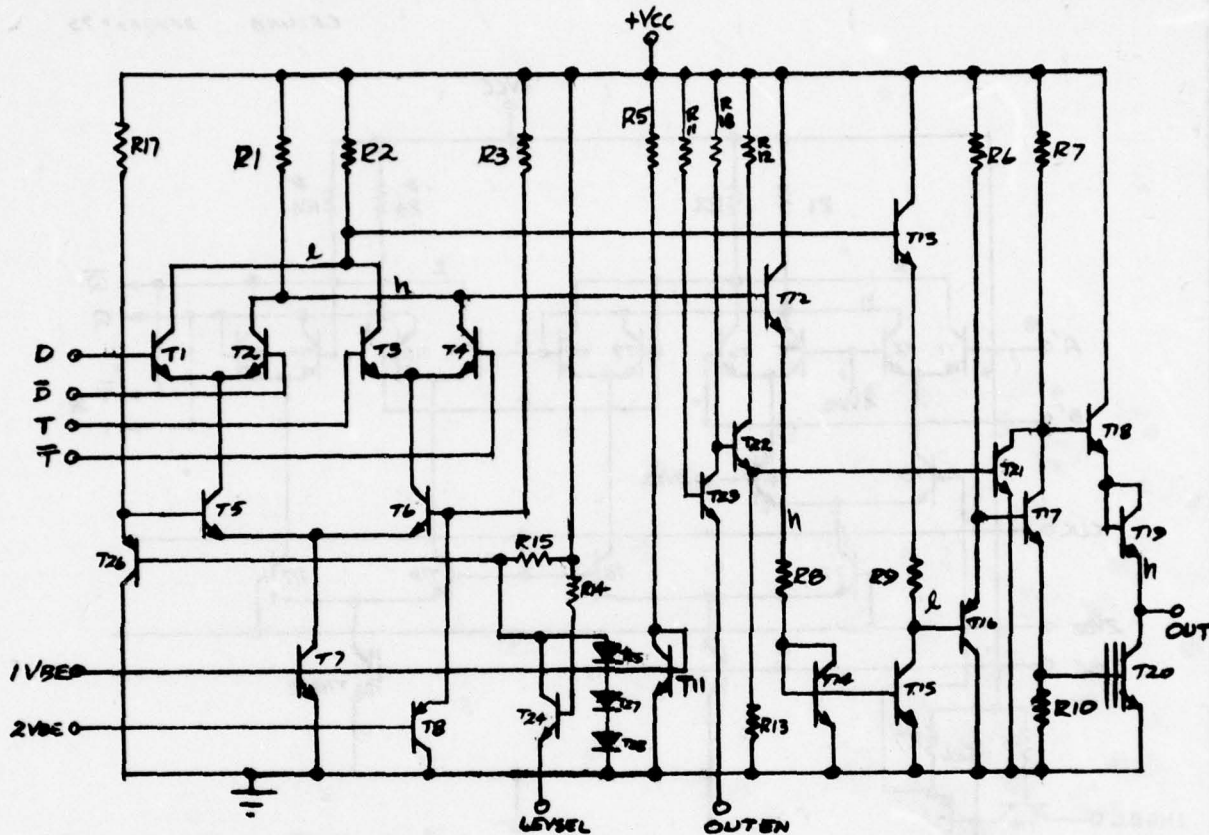 +VCC
R17
R1
R2
R3
R5
R11
R18
R12
R6
R7
l
h
T13
T12
D
T1
T2
T3
T4
D̅
T
T̅
T18
T22
T21
T23
T17
T19
T5
T6
h
h
T26
R15
R14
R8
R9
l
T16
OUT
1VBE
T7
T11
T14
T15
T20
2VBE
T8
T24
T27
T28
R13
R10
LEVSEL
OUTEN